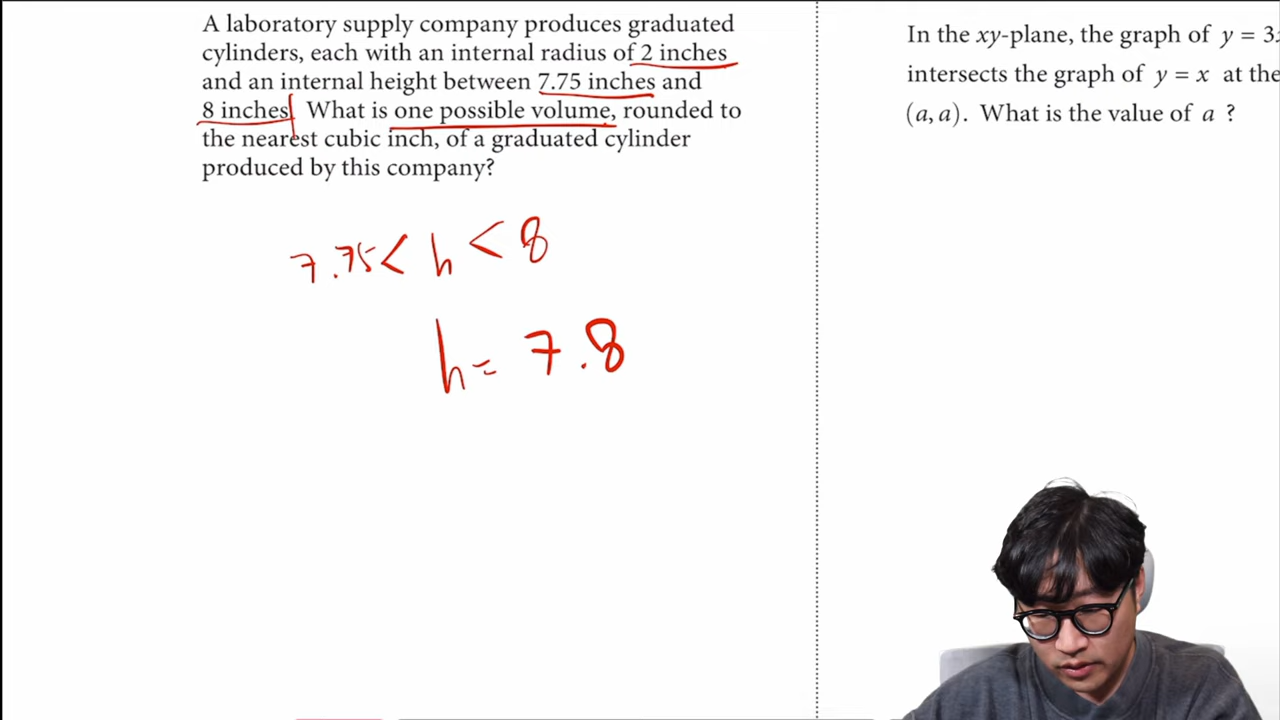 A laboratory supply company produces graduated
cylinders, each with an internal radius of 2 inches
and an internal height between 7.75 inches and
8 inches. What is one possible volume, rounded to
the nearest cubic inch, of a graduated cylinder
produced by this company?
7.75 < h < 8
h = 7.8
In the xy-plane, the graph of y = 3
intersects the graph of y = x at the
(a, a). What is the value of a ?